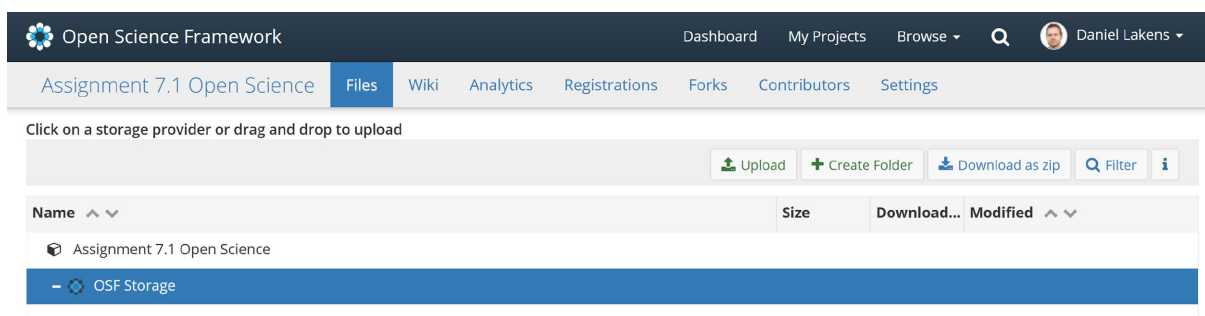 Open Science Framework Dashboard My Projects Browse Daniel Lakens
Assignment 7.1 Open Science Files Wiki Analytics Registrations Forks Contributors Settings
Click on a storage provider or drag and drop to upload
Upload Create Folder Download as zip Filter i
Name Size Download... Modified
Assignment 7.1 Open Science
OSF Storage